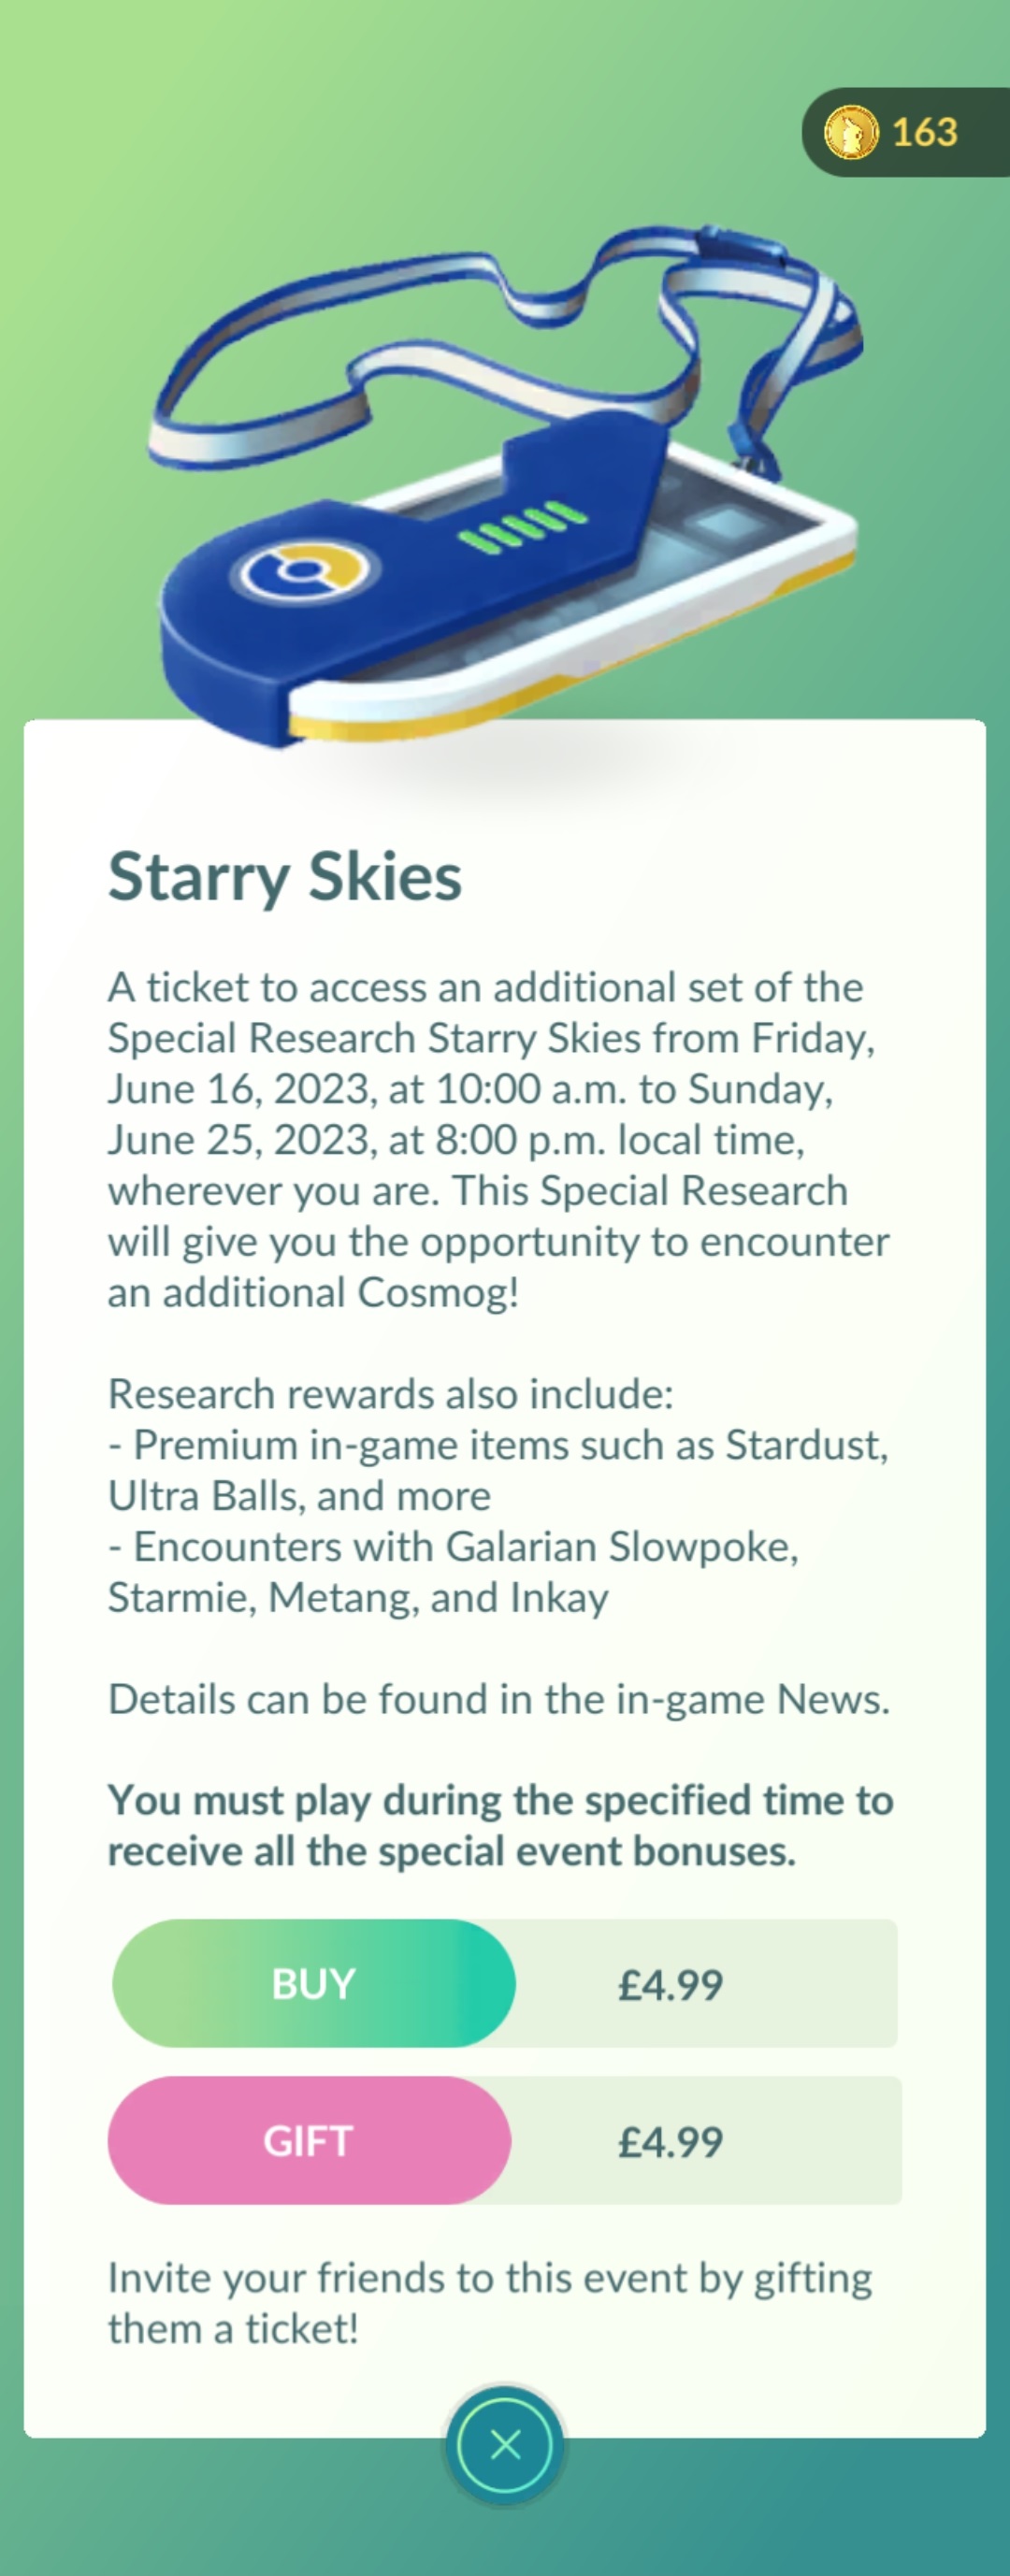 163
Starry Skies
A ticket to access an additional set of the
Special Research Starry Skies from Friday,
June 16, 2023, at 10:00 a.m. to Sunday,
June 25, 2023, at 8:00 p.m. local time,
wherever you are. This Special Research
will give you the opportunity to encounter
an additional Cosmog!
Research rewards also include:
- Premium in-game items such as Stardust,
Ultra Balls, and more
- Encounters with Galarian Slowpoke,
Starmie, Metang, and Inkay
Details can be found in the in-game News.
You must play during the specified time to
receive all the special event bonuses.
BUY £4.99
GIFT £4.99
Invite your friends to this event by gifting
them a ticket!